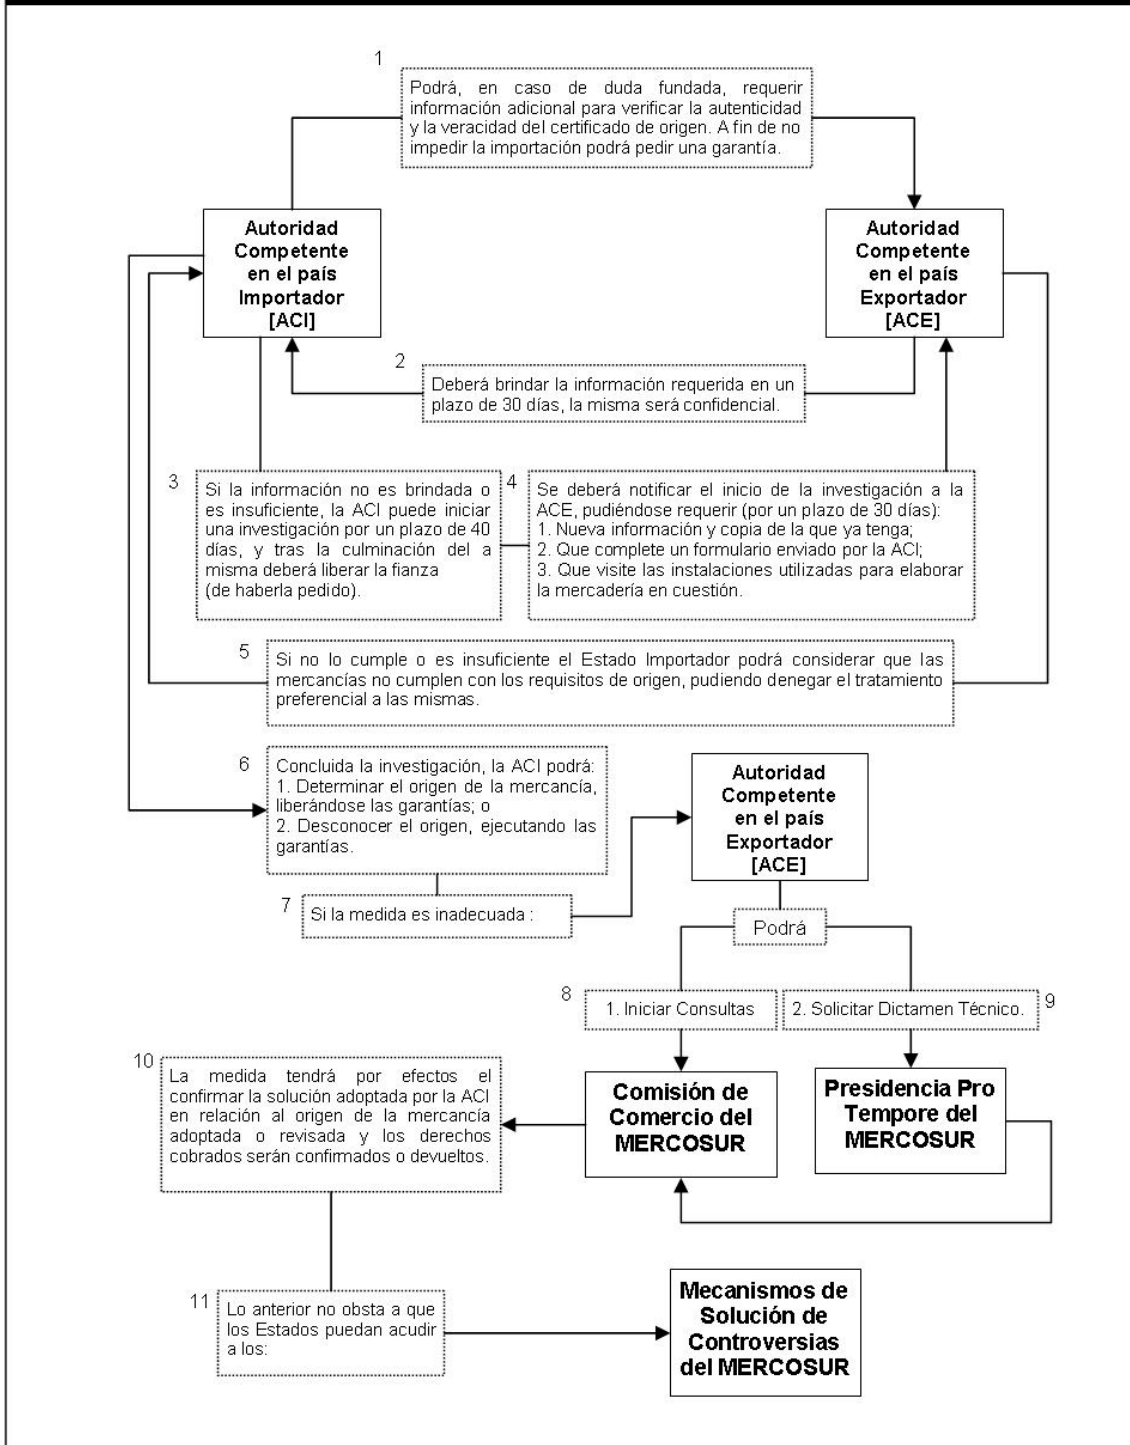 1
Podrá, en caso de duda fundada, requerir
información adicional para verificar la autenticidad
y la veracidad del certificado de origen. A fin de no
impedir la importación podrá pedir una garantía.
Autoridad
Competente
en el país
Importador
[ACI]
Autoridad
Competente
en el país
Exportador
[ACE]
2
Deberá brindar la información requerida en un
plazo de 30 días, la misma será confidencial.
3
Si la información no es brindada o
es insuficiente, la ACI puede iniciar
una investigación por un plazo de 40
días, y tras la culminación del a
misma deberá liberar la fianza
(de haberla pedido).
4
Se deberá notificar el inicio de la investigación a la
ACE, pudiéndose requerir (por un plazo de 30 días):
1. Nueva información y copia de la que ya tenga;
2. Que complete un formulario enviado por la ACI;
3. Que visite las instalaciones utilizadas para elaborar
la mercadería en cuestión.
5
Si no lo cumple o es insuficiente el Estado Importador podrá considerar que las
mercancías no cumplen con los requisitos de origen, pudiendo denegar el tratamiento
preferencial a las mismas.
6
Concluida la investigación, la ACI podrá:
1. Determinar el origen de la mercancía,
liberándose las garantías; o
2. Desconocer el origen, ejecutando las
garantías.
Autoridad
Competente
en el país
Exportador
[ACE]
7
Si la medida es inadecuada :
Podrá
8
1. Iniciar Consultas
2. Solicitar Dictamen Técnico.
9
10
La medida tendrá por efectos el
confirmar la solución adoptada por la ACI
en relación al origen de la mercancía
adoptada o revisada y los derechos
cobrados serán confirmados o devueltos.
Comisión de
Comercio del
MERCOSUR
Presidencia Pro
Tempore del
MERCOSUR
11
Lo anterior no obsta a que
los Estados puedan acudir
a los:
Mecanismos de
Solución de
Controversias
del MERCOSUR